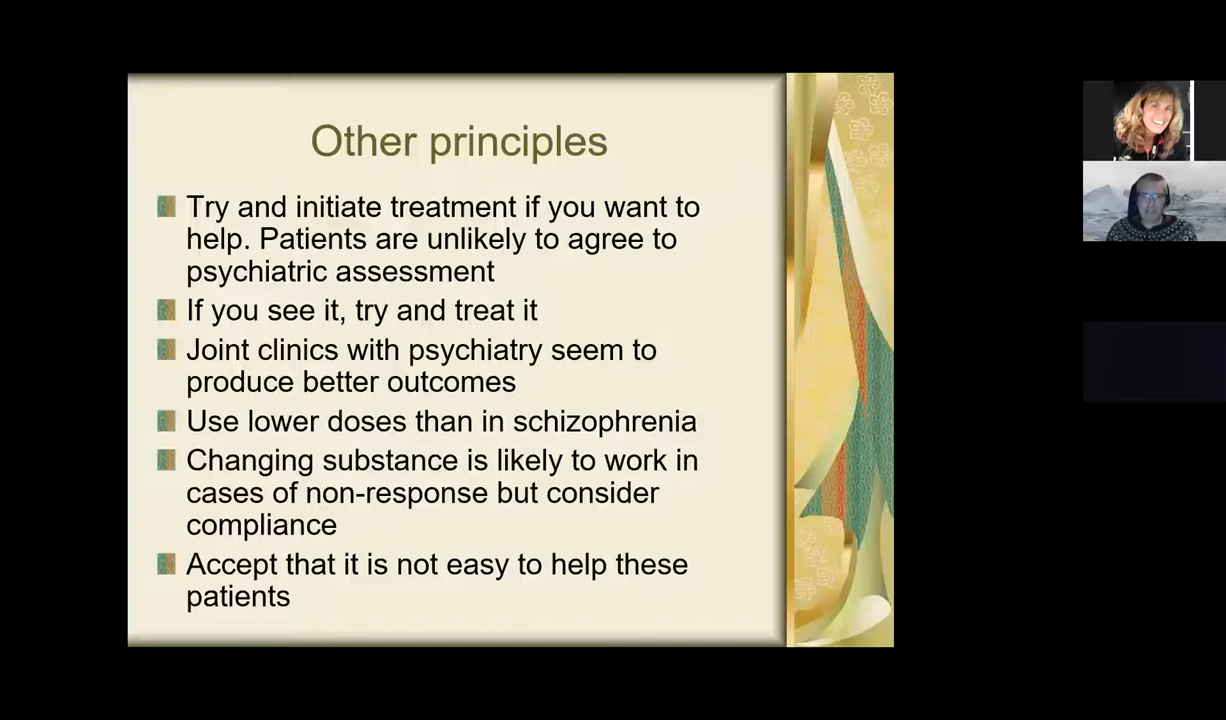 Other principles
Try and initiate treatment if you want to
help. Patients are unlikely to agree to
psychiatric assessment
If you see it, try and treat it
Joint clinics with psychiatry seem to
produce better outcomes
Use lower doses than in schizophrenia
Changing substance is likely to work in
cases of non-response but consider
compliance
Accept that it is not easy to help these
patients